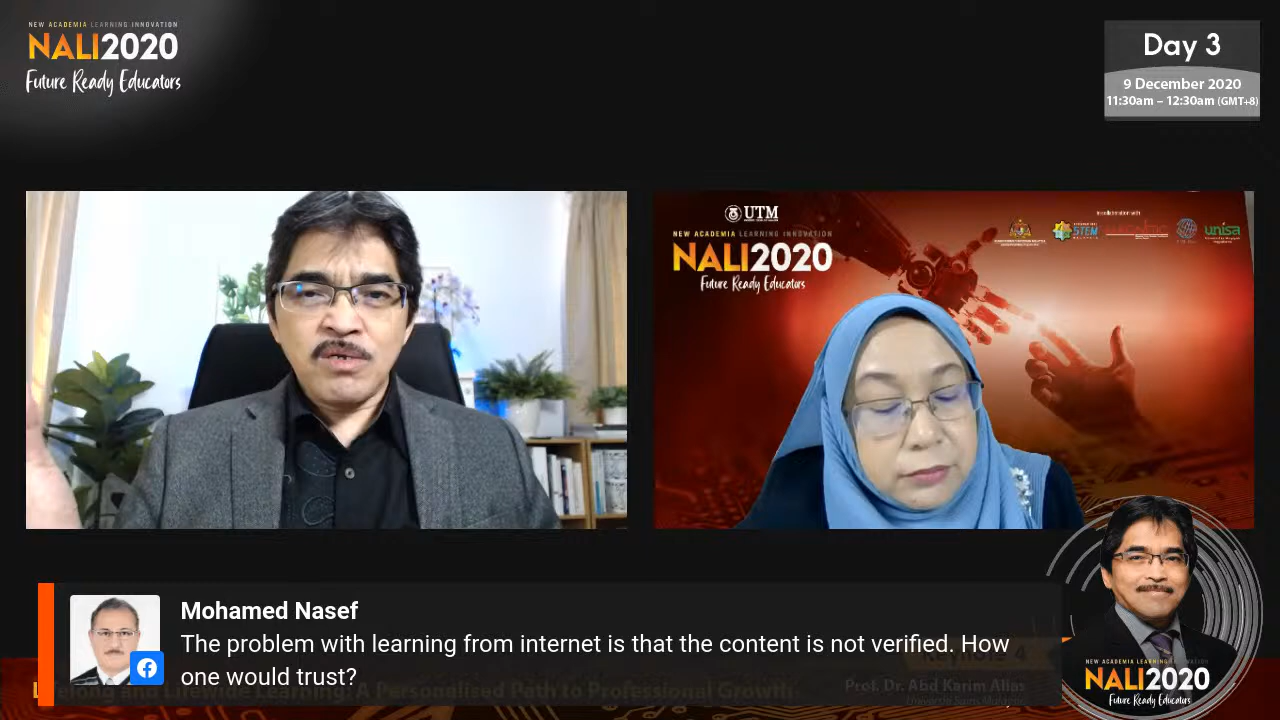 NEW ACADEMIA LEARNING INNOVATION
NALI2020
Future Ready Educators
Day 3
9 December 2020
11:30am – 12:30am (GMT+8)
UTM
NEW ACADEMIA LEARNING INNOVATION
NALI2020
Future Ready Educators
STEM
unisa
Mohamed Nasef
The problem with learning from internet is that the content is not verified. How
one would trust?
Lifelong and Lifewide Learning: A Personalised Path to Professional Growth
Prof. Dr. Abd Karim Alias
Universiti Sains Malaysia
NEW ACADEMIA LEARNING INNOVATION
NALI2020
Future Ready Educators